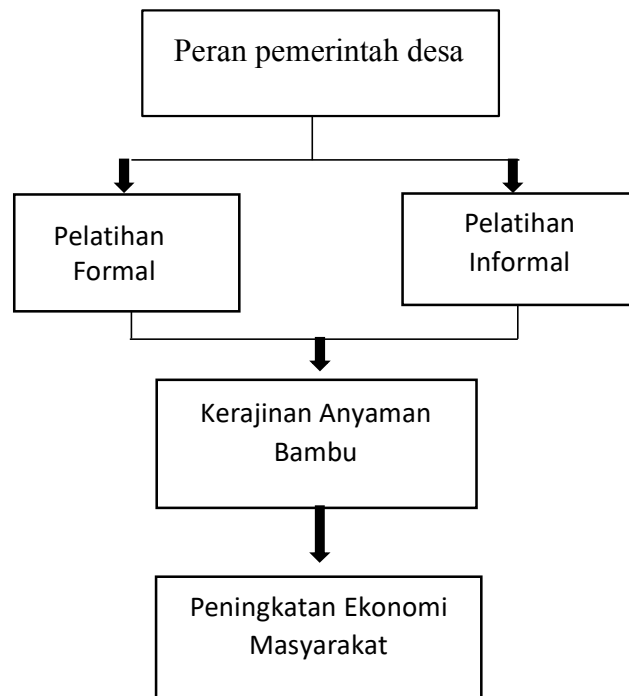 Peran pemerintah desa
Pelatihan
Formal
Pelatihan
Informal
Kerajinan Anyaman
Bambu
Peningkatan Ekonomi
Masyarakat